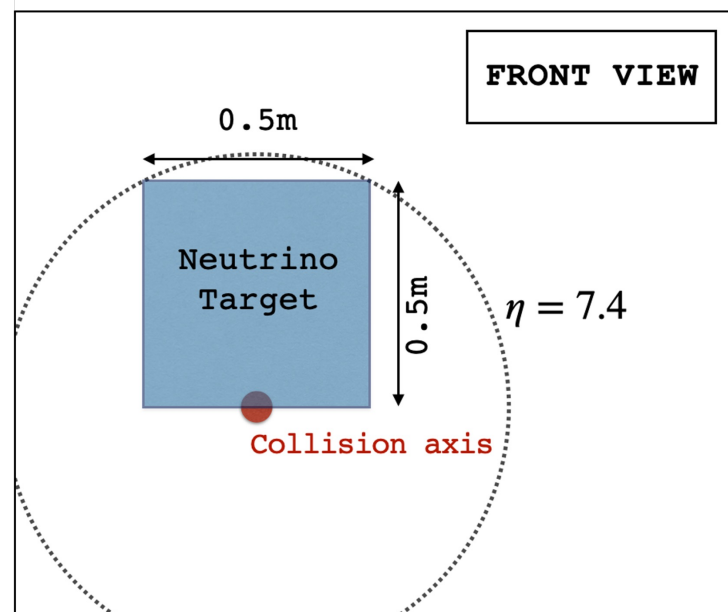 FRONT VIEW
0.5m
Neutrino
Target
0.5m
η = 7.4
Collision axis